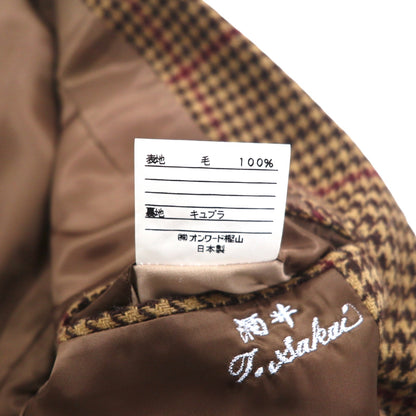 表地 毛 100%
裏地 キュプラ
㈱オンワード樫山
日本製
酒井
T. Sakai